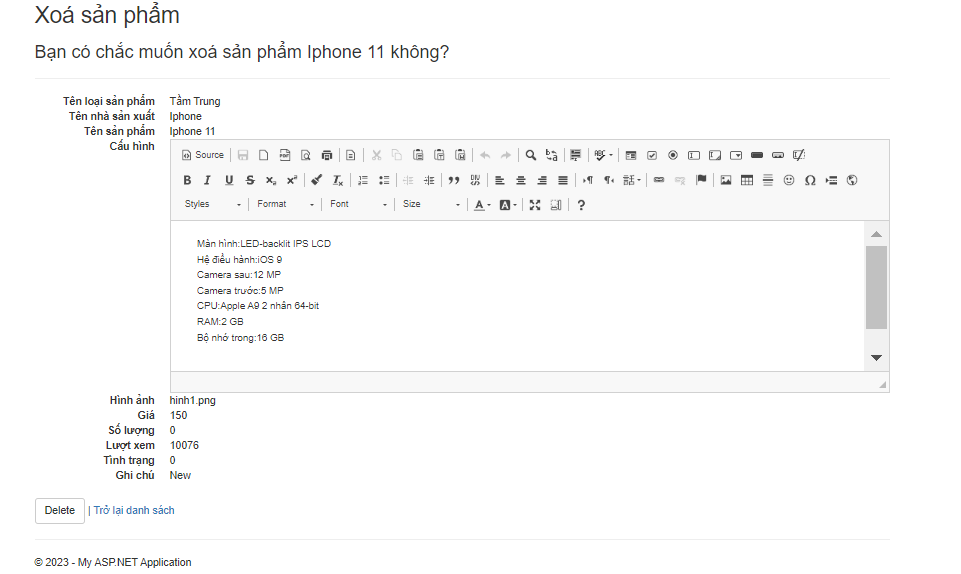 Xoá sản phẩm
Bạn có chắc muốn xoá sản phẩm Iphone 11 không?
Tên loại sản phẩm Tầm Trung
Tên nhà sản xuất Iphone
Tên sản phẩm Iphone 11
Cấu hình
Source
Styles Format Font Size
Màn hình:LED-backlit IPS LCD
Hệ điều hành:iOS 9
Camera sau:12 MP
Camera trước:5 MP
CPU:Apple A9 2 nhân 64-bit
RAM:2 GB
Bộ nhớ trong:16 GB
Hình ảnh hinh1.png
Giá 150
Số lượng 0
Lượt xem 10076
Tình trạng 0
Ghi chú New
Delete | Trở lại danh sách
© 2023 - My ASP.NET Application